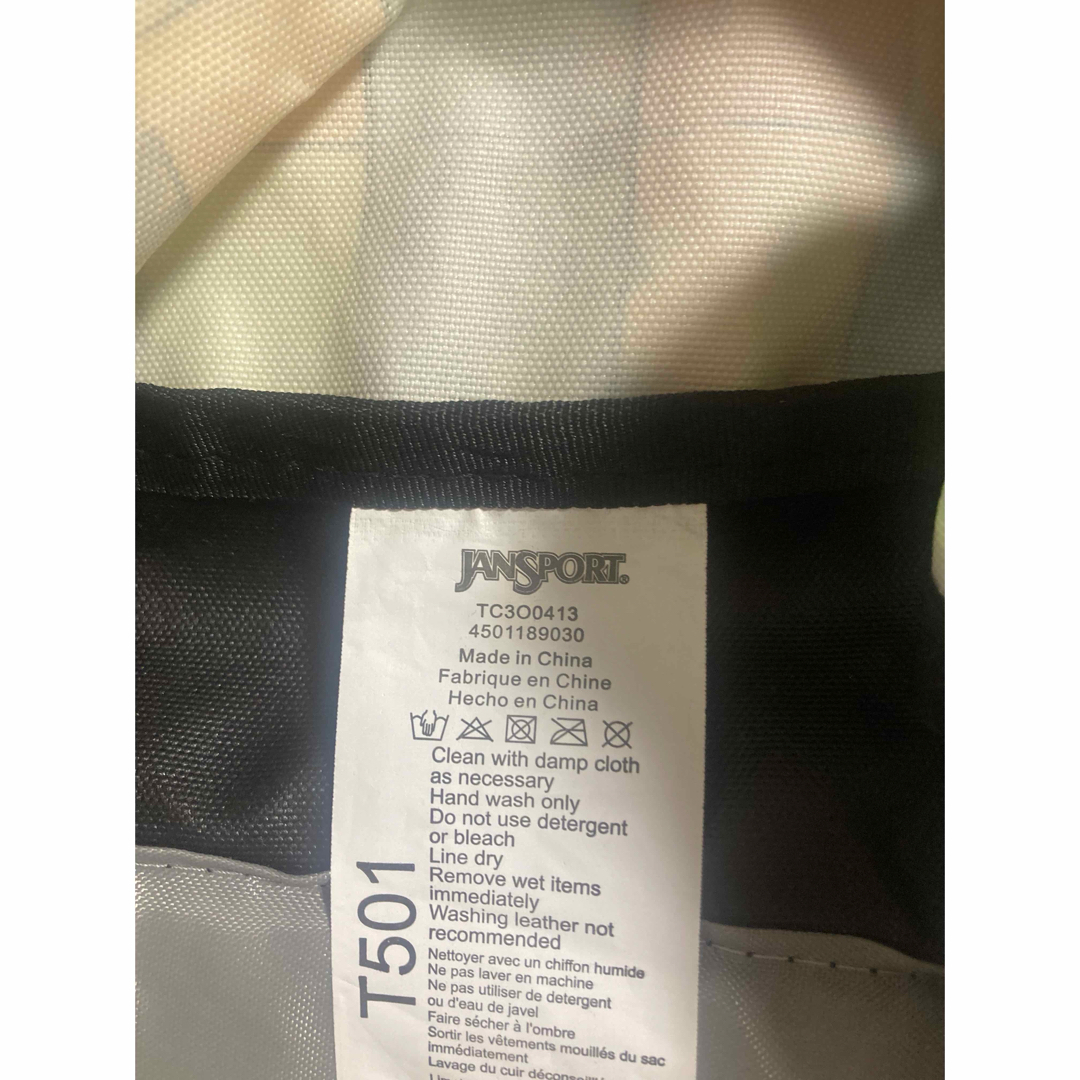 JANSPORT.
TC3O0413
4501189030
Made in China
Fabrique en Chine
Hecho en China
Clean with damp cloth
as necessary
Hand wash only
Do not use detergent
or bleach
Line dry
Remove wet items
immediately
Washing leather not
recommended
T501
Nettoyer avec un chiffon humide
Ne pas laver en machine
Ne pas utiliser de detergent
ou d'eau de javel
Faire sécher à l'ombre
Sortir les vêtements mouillés du sac
immédiatement
Lavage du cuir